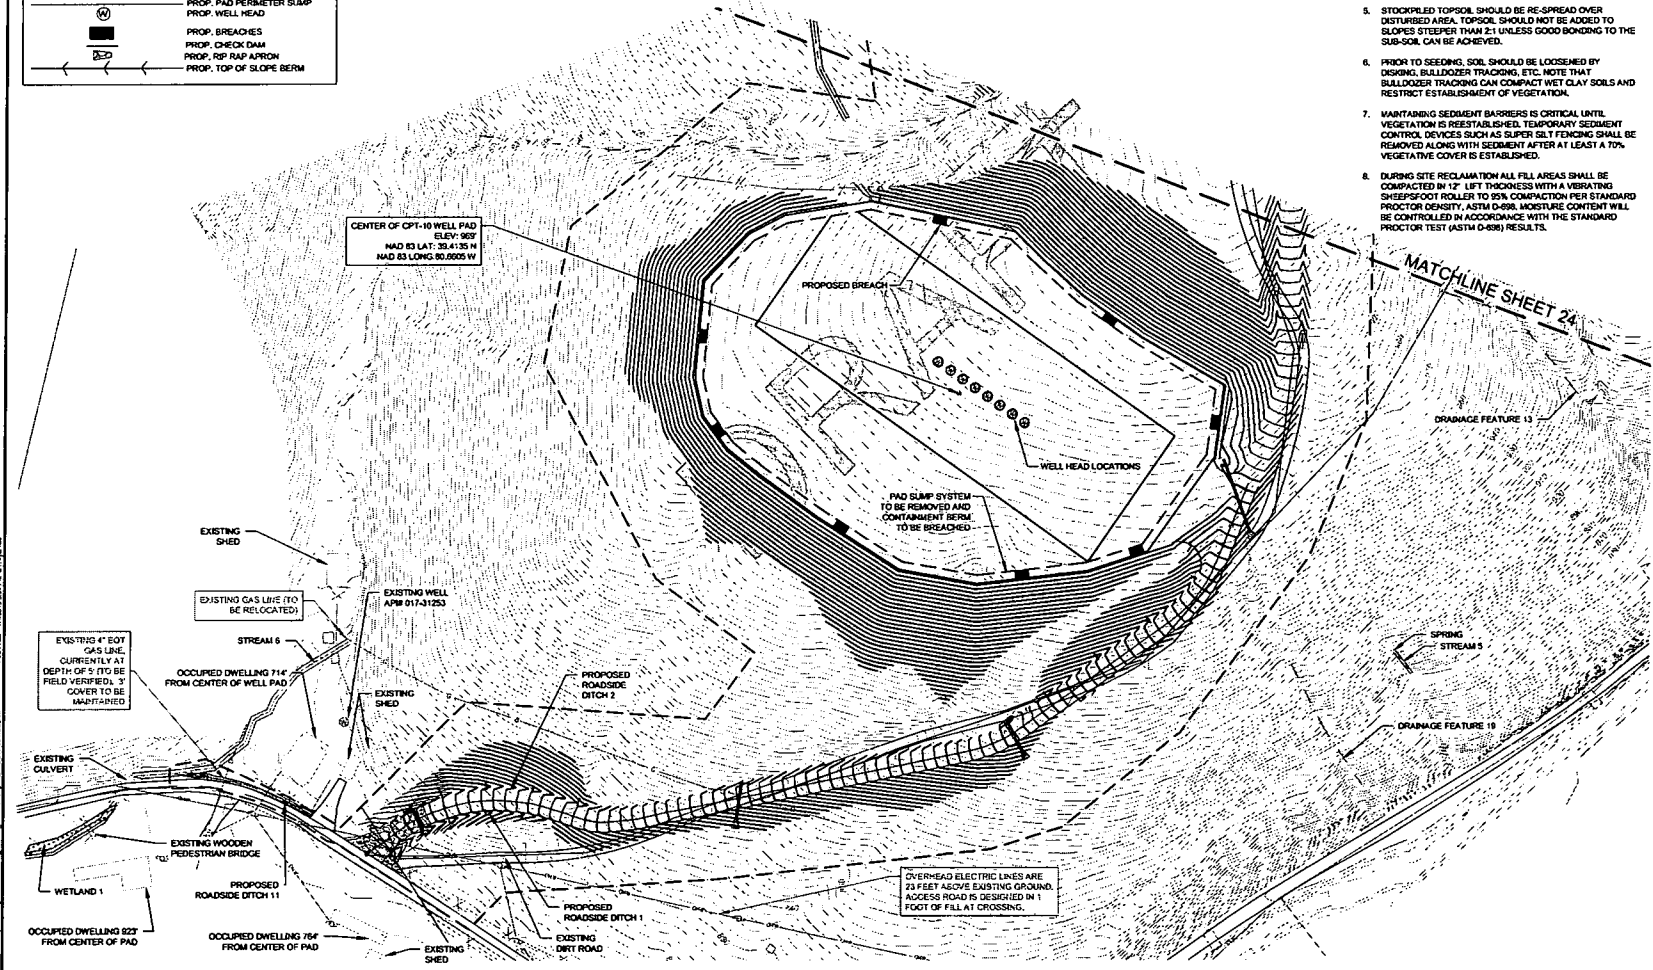 PROP. PAD PERIMETER SUMP
PROP. WELL HEAD
PROP. BREACHES
PROP. CHECK DAM
PROP. RIP RAP APRON
PROP. TOP OF SLOPE BERM
5. STOCKPILED TOPSOIL SHOULD BE RE-SPREAD OVER
DISTURBED AREA. TOPSOIL SHOULD NOT BE ADDED TO
SLOPES STEEPER THAN 2:1 UNLESS GOOD BONDING TO THE
SUB-SOIL CAN BE ACHIEVED.
6. PRIOR TO SEEDING, SOIL SHOULD BE LOOSENED BY
DISKING, BULLDOZER TRACKING, ETC. NOTE THAT
BULLDOZER TRACKING CAN COMPACT WET CLAY SOILS AND
RESTRICT ESTABLISHMENT OF VEGETATION.
7. MAINTAINING SEDIMENT BARRIERS IS CRITICAL UNTIL
VEGETATION IS REESTABLISHED. TEMPORARY SEDIMENT
CONTROL DEVICES SUCH AS SUPER SILT FENCING SHALL BE
REMOVED ALONG WITH SEDIMENT AFTER AT LEAST A 70%
VEGETATIVE COVER IS ESTABLISHED.
8. DURING SITE RECLAMATION ALL FILL AREAS SHALL BE
COMPACTED IN 12" LIFT THICKNESS WITH A VIBRATING
SHEEPSFOOT ROLLER TO 95% COMPACTION PER STANDARD
PROCTOR DENSITY, ASTM D-698. MOISTURE CONTENT WILL
BE CONTROLLED IN ACCORDANCE WITH THE STANDARD
PROCTOR TEST (ASTM D-698) RESULTS.
CENTER OF CPT-10 WELL PAD
ELEV: 969'
NAD 83 LAT: 39.4135 N
NAD 83 LONG: 80.6605 W
MATCHLINE SHEET 24
PROPOSED BREACH
DRAINAGE FEATURE 13
WELL HEAD LOCATIONS
PAD SUMP SYSTEM
TO BE REMOVED AND
CONTAINMENT BERM
TO BE BREACHED
EXISTING
SHED
EXISTING GAS LINE (TO
BE RELOCATED)
EXISTING WELL
API# 017-31253
STREAM 6
EXISTING 4" EQT
GAS LINE,
CURRENTLY AT
DEPTH OF 5' (TO BE
FIELD VERIFIED). 3'
COVER TO BE
MAINTAINED
OCCUPIED DWELLING 714'
FROM CENTER OF WELL PAD
EXISTING
SHED
PROPOSED
ROADSIDE
DITCH 2
SPRING
STREAM 5
DRAINAGE FEATURE 19
EXISTING
CULVERT
EXISTING WOODEN
PEDESTRIAN BRIDGE
WETLAND 1
PROPOSED
ROADSIDE DITCH 11
OVERHEAD ELECTRIC LINES ARE
23 FEET ABOVE EXISTING GROUND.
ACCESS ROAD IS DESIGNED IN 1
FOOT OF FILL AT CROSSING.
PROPOSED
ROADSIDE DITCH 1
OCCUPIED DWELLING 923'
FROM CENTER OF PAD
OCCUPIED DWELLING 764'
FROM CENTER OF PAD
EXISTING
DIRT ROAD
EXISTING
SHED